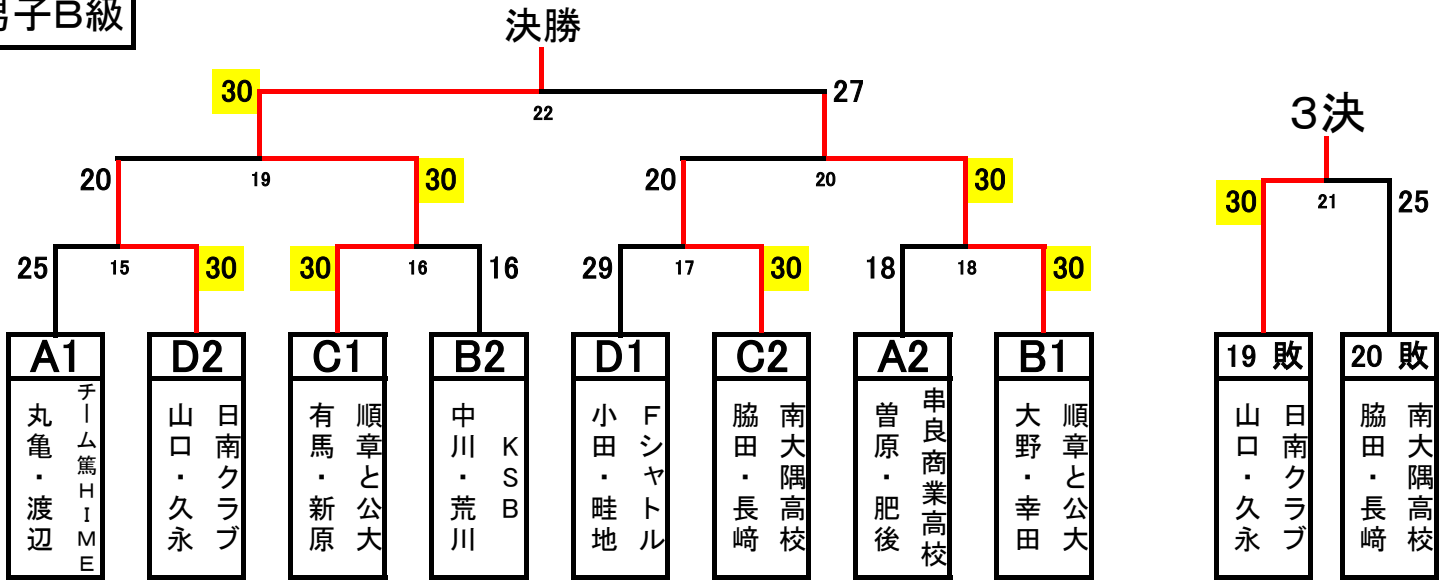 男子B級
決勝
３決
30
27
22
20
19
30
20
20
30
30
21
25
25
15
30
30
16
16
29
17
30
18
18
30
A1
D2
C1
B2
D1
C2
A2
B1
19 敗
20 敗
チーム篤ＨＩＭＥ
丸亀・渡辺
日南クラブ
山口・久永
順章と公大
有馬・新原
ＫＳＢ
中川・荒川
Ｆシャトル
小田・畦地
南大隅高校
脇田・長﨑
串良商業高校
曽原・肥後
順章と公大
大野・幸田
日南クラブ
山口・久永
南大隅高校
脇田・長﨑